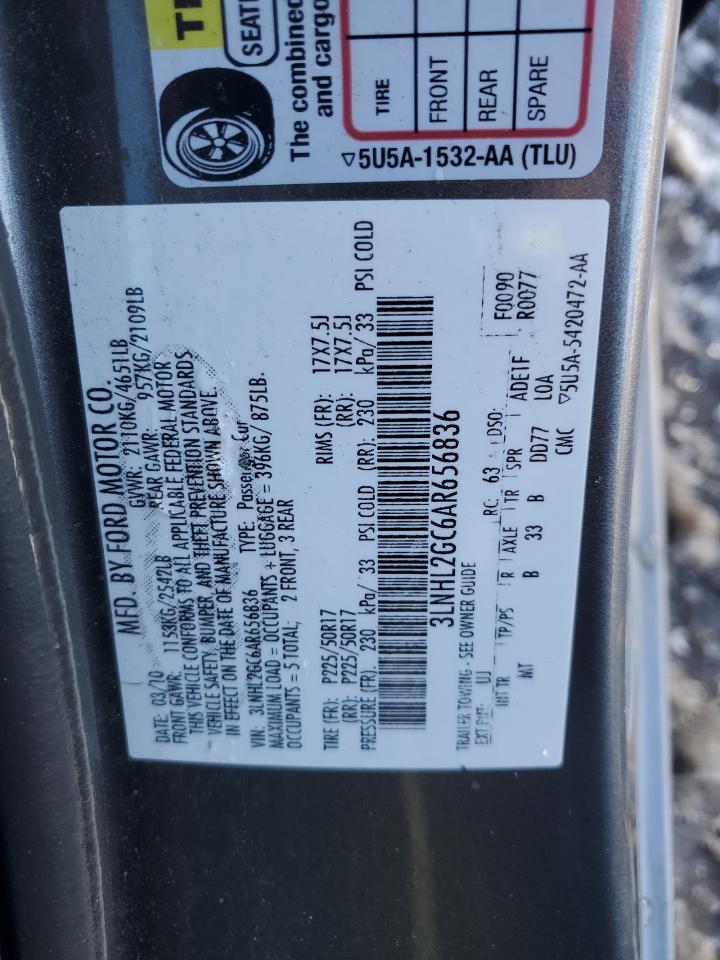 SEATI
The combined
and cargo
TIRE
FRONT
REAR
SPARE
5U5A-1532-AA (TLU)
MFD. BY FORD MOTOR CO.
DATE: 03/10 GVWR: 2110KG/4651LB
FRONT GAWR: 1153KG/2542LB REAR GAWR: 957KG/2109LB
THIS VEHICLE CONFORMS TO ALL APPLICABLE FEDERAL MOTOR
VEHICLE SAFETY, BUMPER, AND THEFT PREVENTION STANDARDS
IN EFFECT ON THE DATE OF MANUFACTURE SHOWN ABOVE
VIN: 3LNHL2GC6AR656836 TYPE: Passenger Car
MAXIMUM LOAD = OCCUPANTS + LUGGAGE = 396KG/ 875LB.
OCCUPANTS = 5 TOTAL; 2 FRONT, 3 REAR
TIRE (FR): P225/50R17 RIMS (FR): 17X7.5J
(RR): P225/50R17 (RR): 17X7.5J
PRESSURE (FR): 230 kPa/ 33 PSI COLD (RR): 230 kPa/ 33 PSI COLD
3LNHL2GC6AR656836
TRAILER TOWING - SEE OWNER GUIDE
EXT PNT: UJ RC: 63 DSO: F0090
INT TR TP/PS R AXLE TR SPR ADE1F R0077
MT B 33 B DD77 LOA
CMC 5U5A-5420472-AA